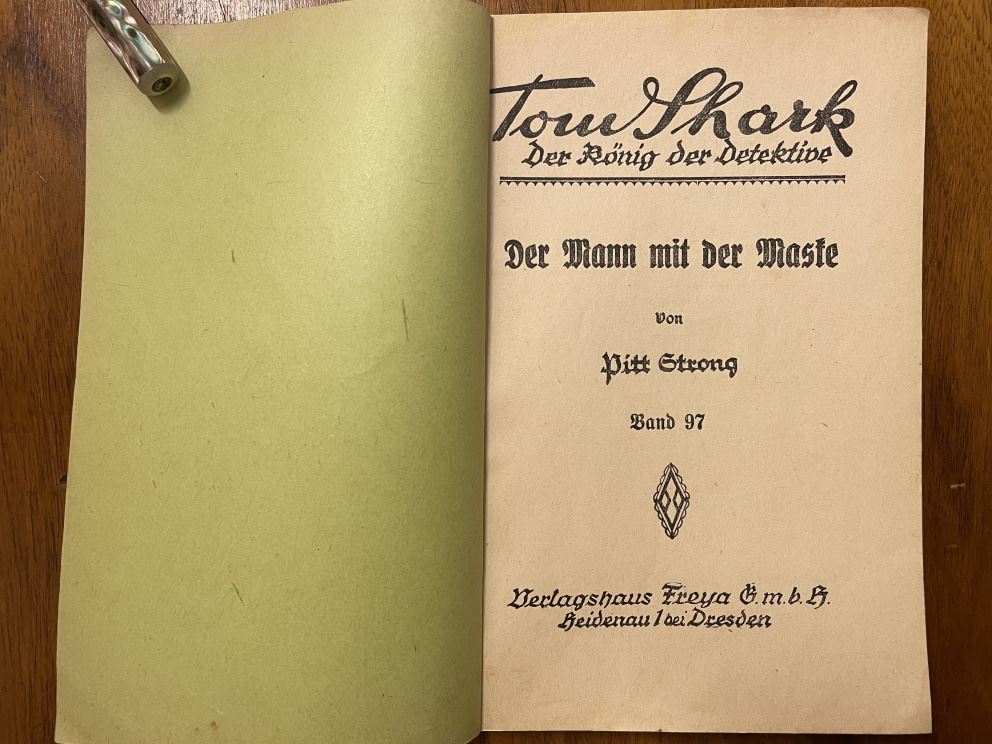 Tom Shark
Der König der Detektive
Der Mann mit der Maske
von
Pitt Strong
Band 97
Verlagshaus Freya G.m.b.H.
Heidenau 1 bei Dresden